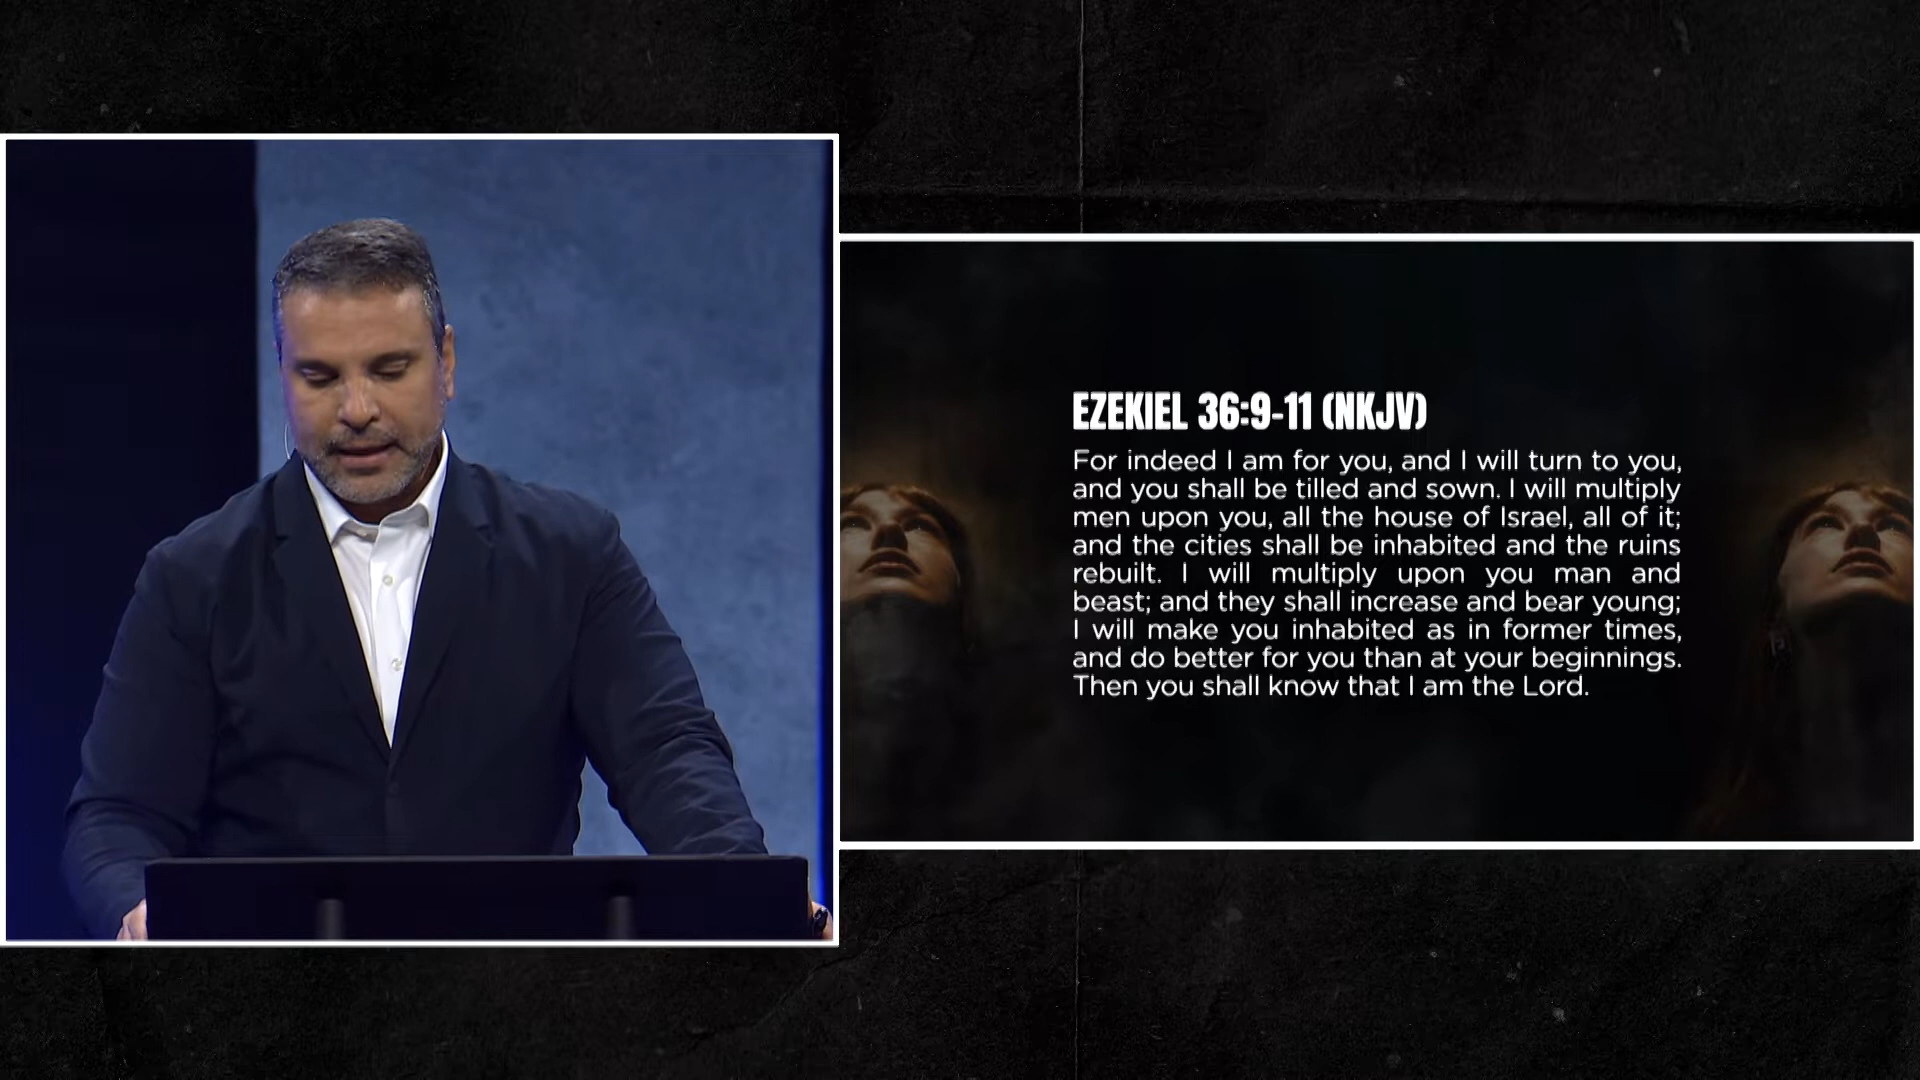 EZEKIEL 36:9-11 (NKJV)
For indeed I am for you, and I will turn to you,
and you shall be tilled and sown. I will multiply
men upon you, all the house of Israel, all of it;
and the cities shall be inhabited and the ruins
rebuilt. I will multiply upon you man and
beast; and they shall increase and bear young;
I will make you inhabited as in former times,
and do better for you than at your beginnings.
Then you shall know that I am the Lord.